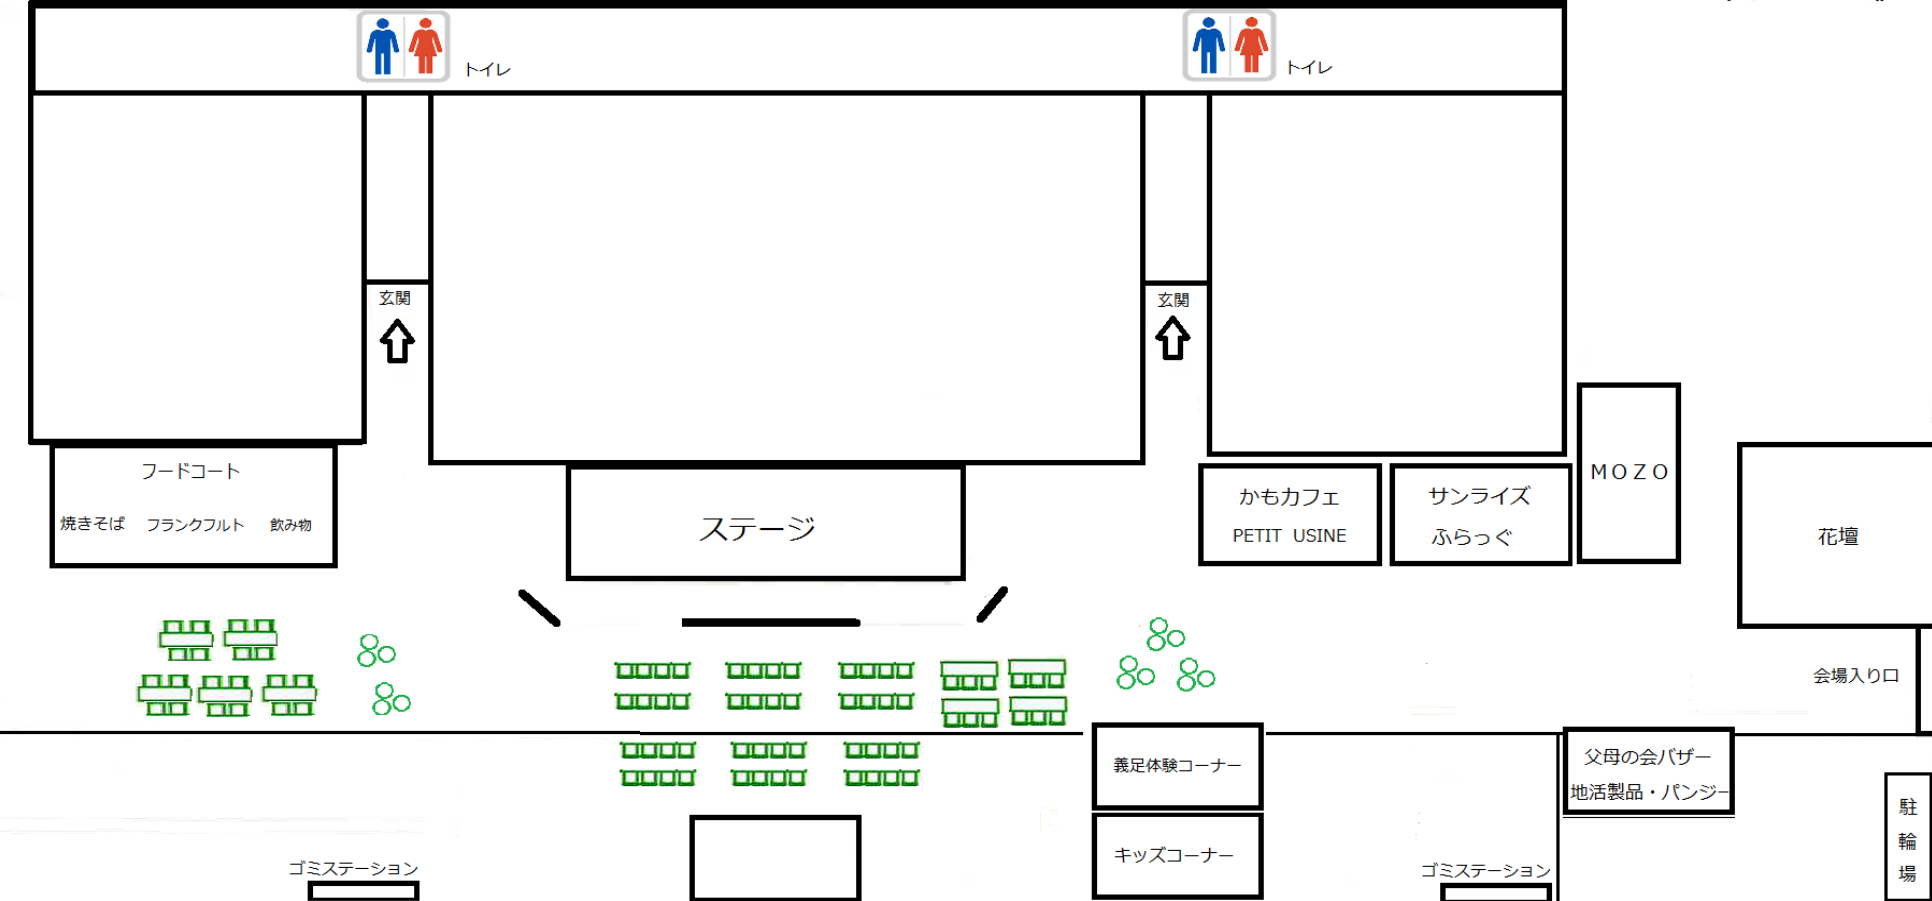 トイレ
トイレ
玄関
玄関
フードコート
焼きそば フランクフルト 飲み物
ステージ
かもカフェ
PETIT USINE
サンライズ
ふらっぐ
ＭＯＺＯ
花壇
会場入り口
義足体験コーナー
父母の会バザー
地活製品・パンジー
キッズコーナー
駐
輪
場
ゴミステーション
ゴミステーション